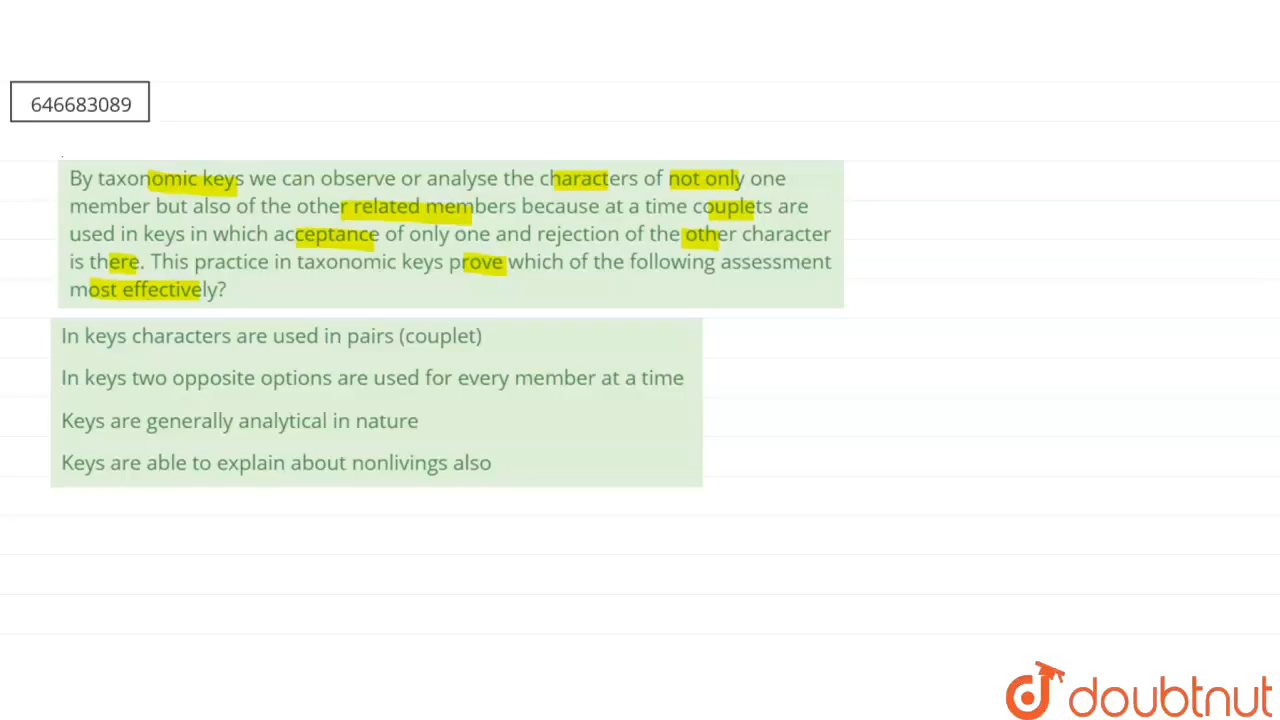 646683089
By taxonomic keys we can observe or analyse the characters of not only one
member but also of the other related members because at a time couplets are
used in keys in which acceptance of only one and rejection of the other character
is there. This practice in taxonomic keys prove which of the following assessment
most effectively?
In keys characters are used in pairs (couplet)
In keys two opposite options are used for every member at a time
Keys are generally analytical in nature
Keys are able to explain about nonlivings also
doubtnut